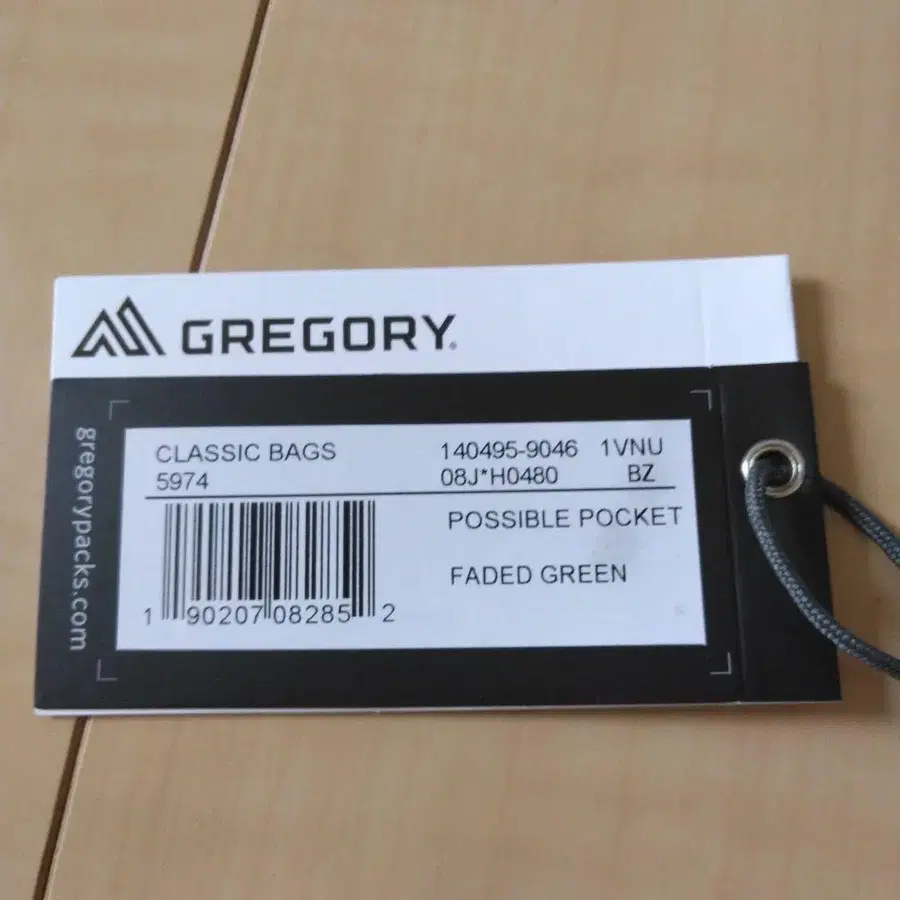 GREGORY.
gregorypacks.com
CLASSIC BAGS 140495-9046 1VNU
5974 08J*H0480 BZ
POSSIBLE POCKET
FADED GREEN
1 90207 08285 2